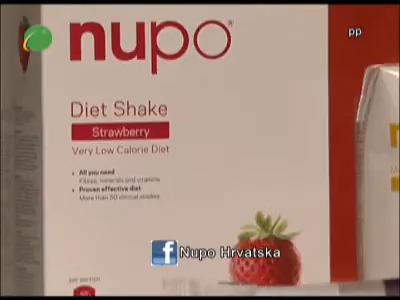 nupo
pp
Diet Shake
Strawberry
Very Low Calorie Diet
• All you need
Fibres, minerals and vitamins
• Proven effective diet
More than 50 clinical studies
Nupo Hrvatska
per portion